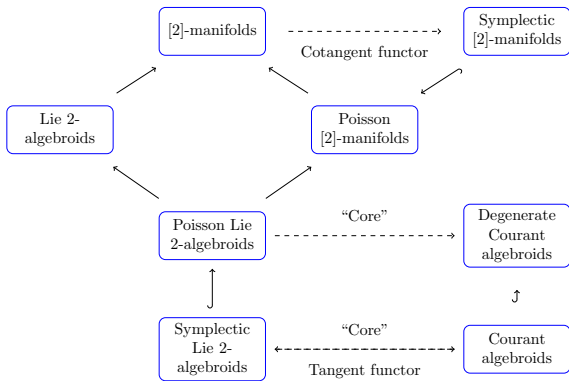 [2]-manifolds
Symplectic
[2]-manifolds
Cotangent functor
Lie 2-
algebroids
Poisson
[2]-manifolds
Poisson Lie
2-algebroids
“Core”
Degenerate
Courant
algebroids
Symplectic
Lie 2-
algebroids
“Core”
Tangent functor
Courant
algebroids